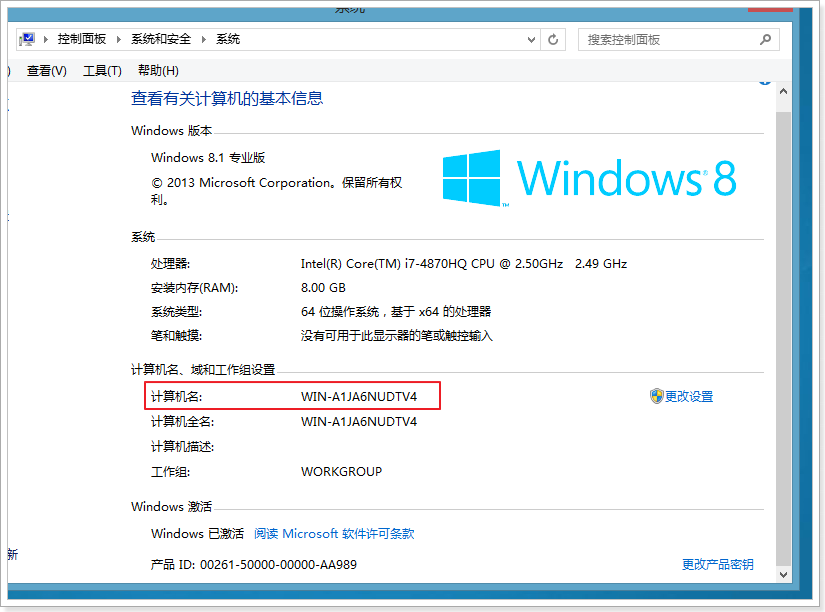 系统
控制面板 系统和安全 系统
搜索控制面板
) 查看(V) 工具(T) 帮助(H)
查看有关计算机的基本信息
Windows 版本
Windows 8.1 专业版
© 2013 Microsoft Corporation。保留所有权
利。
Windows® 8
™
系统
处理器: Intel(R) Core(TM) i7-4870HQ CPU @ 2.50GHz 2.49 GHz
安装内存(RAM): 8.00 GB
系统类型: 64 位操作系统，基于 x64 的处理器
笔和触摸: 没有可用于此显示器的笔或触控输入
计算机名、域和工作组设置
计算机名: WIN-A1JA6NUDTV4 更改设置
计算机全名: WIN-A1JA6NUDTV4
计算机描述:
工作组: WORKGROUP
Windows 激活
Windows 已激活 阅读 Microsoft 软件许可条款
新
产品 ID: 00261-50000-00000-AA989 更改产品密钥